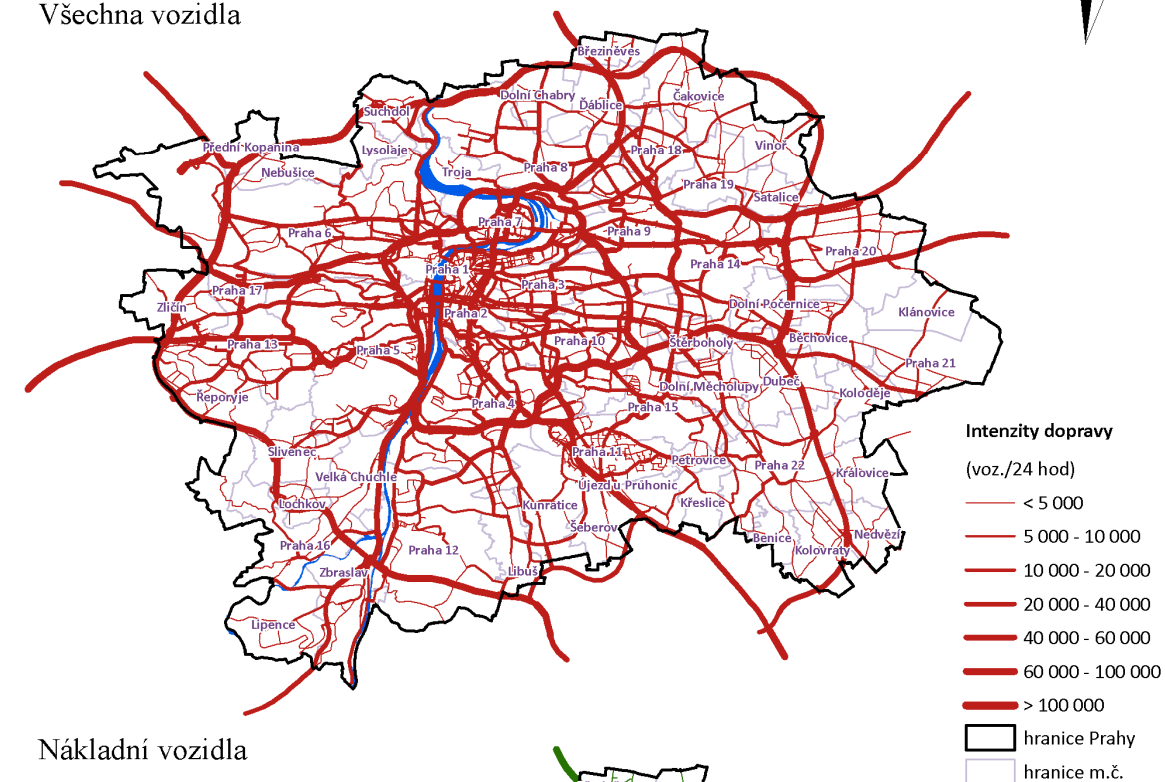 Všechna vozidla
Březiněves
Dolní Chabry
Ďáblice
Čakovice
Suchdol
Přední Kopanina
Lysolaje
Nebušice
Troja
Praha 8
Praha 18
Vinoř
Praha 19
Satalice
Praha 6
Praha 7
Praha 9
Praha 20
Praha 1
Praha 14
Praha 17
Praha 3
Zličín
Praha 2
Dolní Počernice
Klánovice
Praha 13
Praha 5
Praha 10
Štěrboholy
Běchovice
Praha 21
Řeporyje
Dolní Měcholupy
Dubeč
Koloděje
Praha 4
Praha 15
Intenzity dopravy
Slivenec
Praha 11
Petrovice
Praha 22
Královice
(voz./24 hod)
Velká Chuchle
Újezd u Průhonic
Lochkov
Kunratice
Křeslice
< 5 000
Šeberov
Benice
Nedvězí
5 000 - 10 000
Praha 16
Praha 12
Kolovraty
Zbraslav
Libuš
10 000 - 20 000
20 000 - 40 000
Lipence
40 000 - 60 000
60 000 - 100 000
> 100 000
hranice Prahy
Nákladní vozidla
hranice m.č.